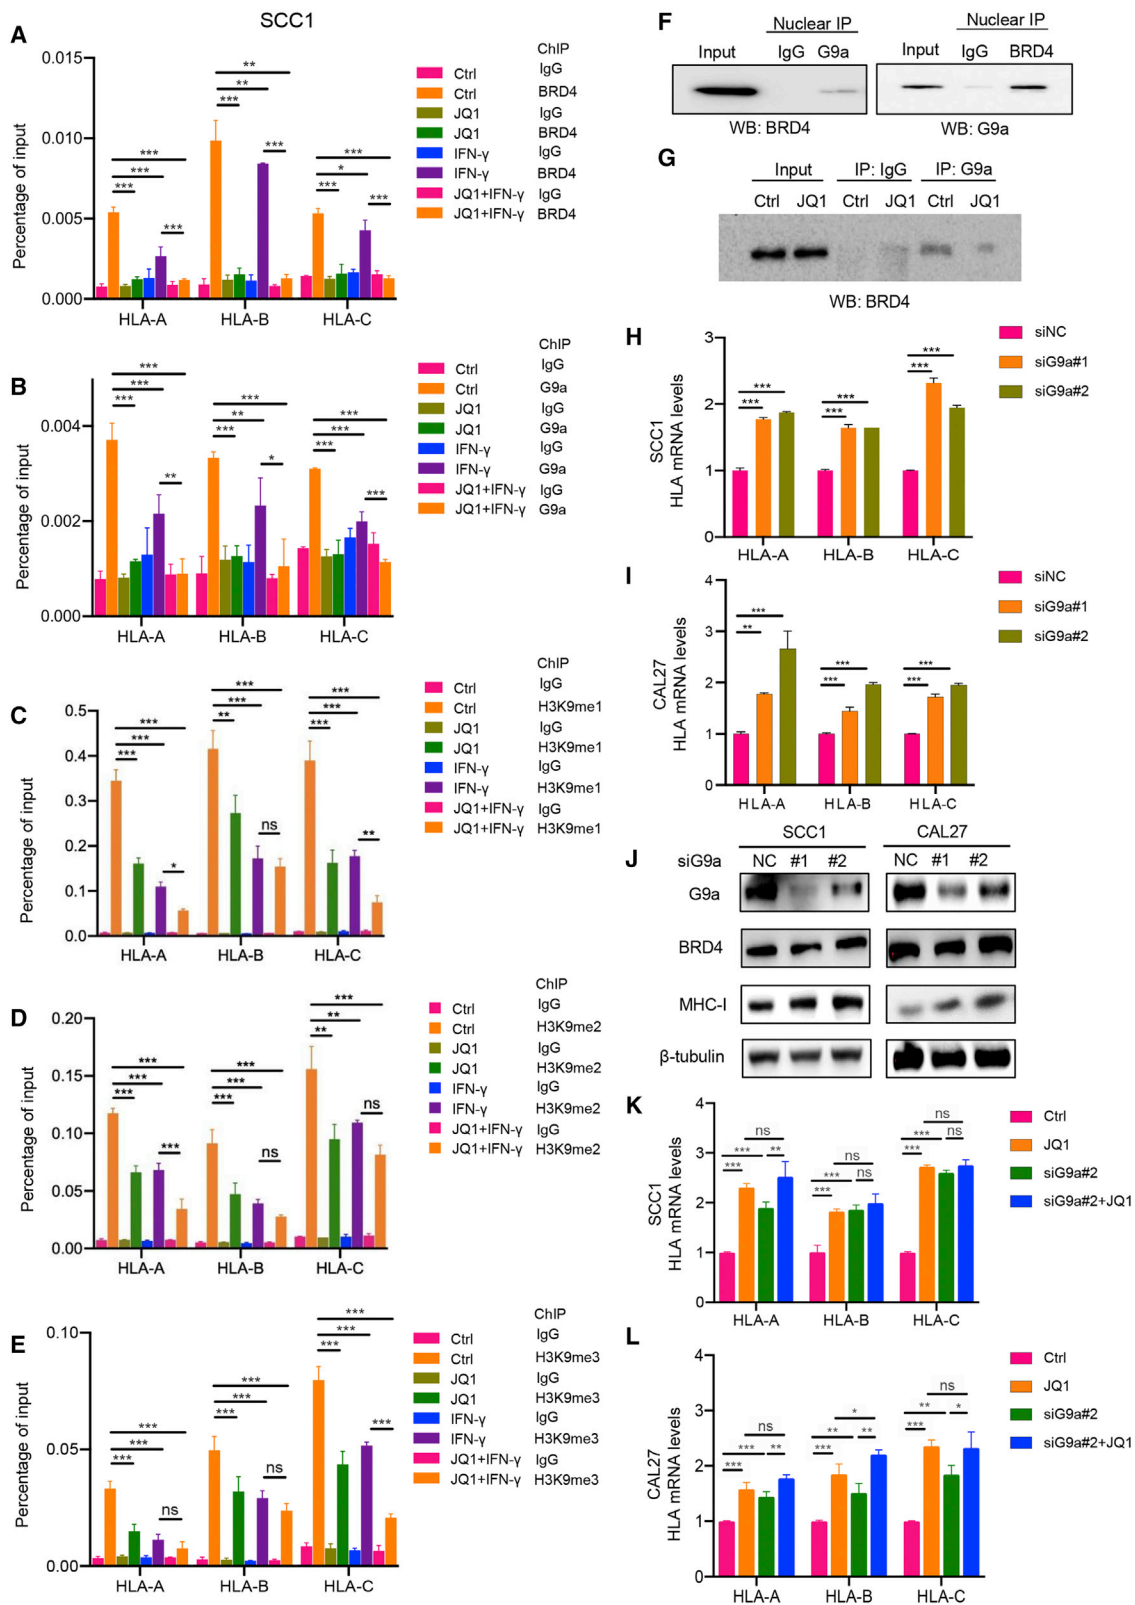 SCC1
A
ChIP
Ctrl IgG
Ctrl BRD4
JQ1 IgG
JQ1 BRD4
IFN-γ IgG
IFN-γ BRD4
JQ1+IFN-γ IgG
JQ1+IFN-γ BRD4
Percentage of input
0.015
0.010
0.005
0.000
** ** *** ***
*** *** *** ***
*** * *** ***
HLA-A HLA-B HLA-C
B
ChIP
Ctrl IgG
Ctrl G9a
JQ1 IgG
JQ1 G9a
IFN-γ IgG
IFN-γ G9a
JQ1+IFN-γ IgG
JQ1+IFN-γ G9a
Percentage of input
0.004
0.002
0.000
*** *** *** **
*** ** *** *
*** *** *** ***
HLA-A HLA-B HLA-C
C
ChIP
Ctrl IgG
Ctrl H3K9me1
JQ1 IgG
JQ1 H3K9me1
IFN-γ IgG
IFN-γ H3K9me1
JQ1+IFN-γ IgG
JQ1+IFN-γ H3K9me1
Percentage of input
0.5
0.4
0.3
0.2
0.1
0.0
*** *** *** *
*** *** ** ns
*** *** *** **
HLA-A HLA-B HLA-C
D
ChIP
Ctrl IgG
Ctrl H3K9me2
JQ1 IgG
JQ1 H3K9me2
IFN-γ IgG
IFN-γ H3K9me2
JQ1+IFN-γ IgG
JQ1+IFN-γ H3K9me2
Percentage of input
0.20
0.15
0.10
0.05
0.00
*** *** *** ***
*** *** *** ns
*** ** ** ns
HLA-A HLA-B HLA-C
E
ChIP
Ctrl IgG
Ctrl H3K9me3
JQ1 IgG
JQ1 H3K9me3
IFN-γ IgG
IFN-γ H3K9me3
JQ1+IFN-γ IgG
JQ1+IFN-γ H3K9me3
Percentage of input
0.10
0.05
0.00
*** *** *** ns
*** *** *** ns
*** *** *** ***
HLA-A HLA-B HLA-C
F
Nuclear IP Nuclear IP
Input IgG G9a Input IgG BRD4
WB: BRD4 WB: G9a
G
Input IP: IgG IP: G9a
Ctrl JQ1 Ctrl JQ1 Ctrl JQ1
WB: BRD4
H
siNC
siG9a#1
siG9a#2
SCC1
HLA mRNA levels
3
2
1
0
*** *** *** *** *** ***
HLA-A HLA-B HLA-C
I
siNC
siG9a#1
siG9a#2
CAL27
HLA mRNA levels
4
3
2
1
0
*** ** *** *** *** ***
HLA-A HLA-B HLA-C
J
SCC1 CAL27
siG9a NC #1 #2 NC #1 #2
G9a
BRD4
MHC-I
β-tubulin
K
Ctrl
JQ1
siG9a#2
siG9a#2+JQ1
SCC1
HLA mRNA levels
4
3
2
1
0
ns *** ** ***
ns *** ns ***
ns *** ns ***
HLA-A HLA-B HLA-C
L
Ctrl
JQ1
siG9a#2
siG9a#2+JQ1
CAL27
HLA mRNA levels
4
3
2
1
0
ns *** ** ***
* ** ** ***
ns ** * ***
HLA-A HLA-B HLA-C